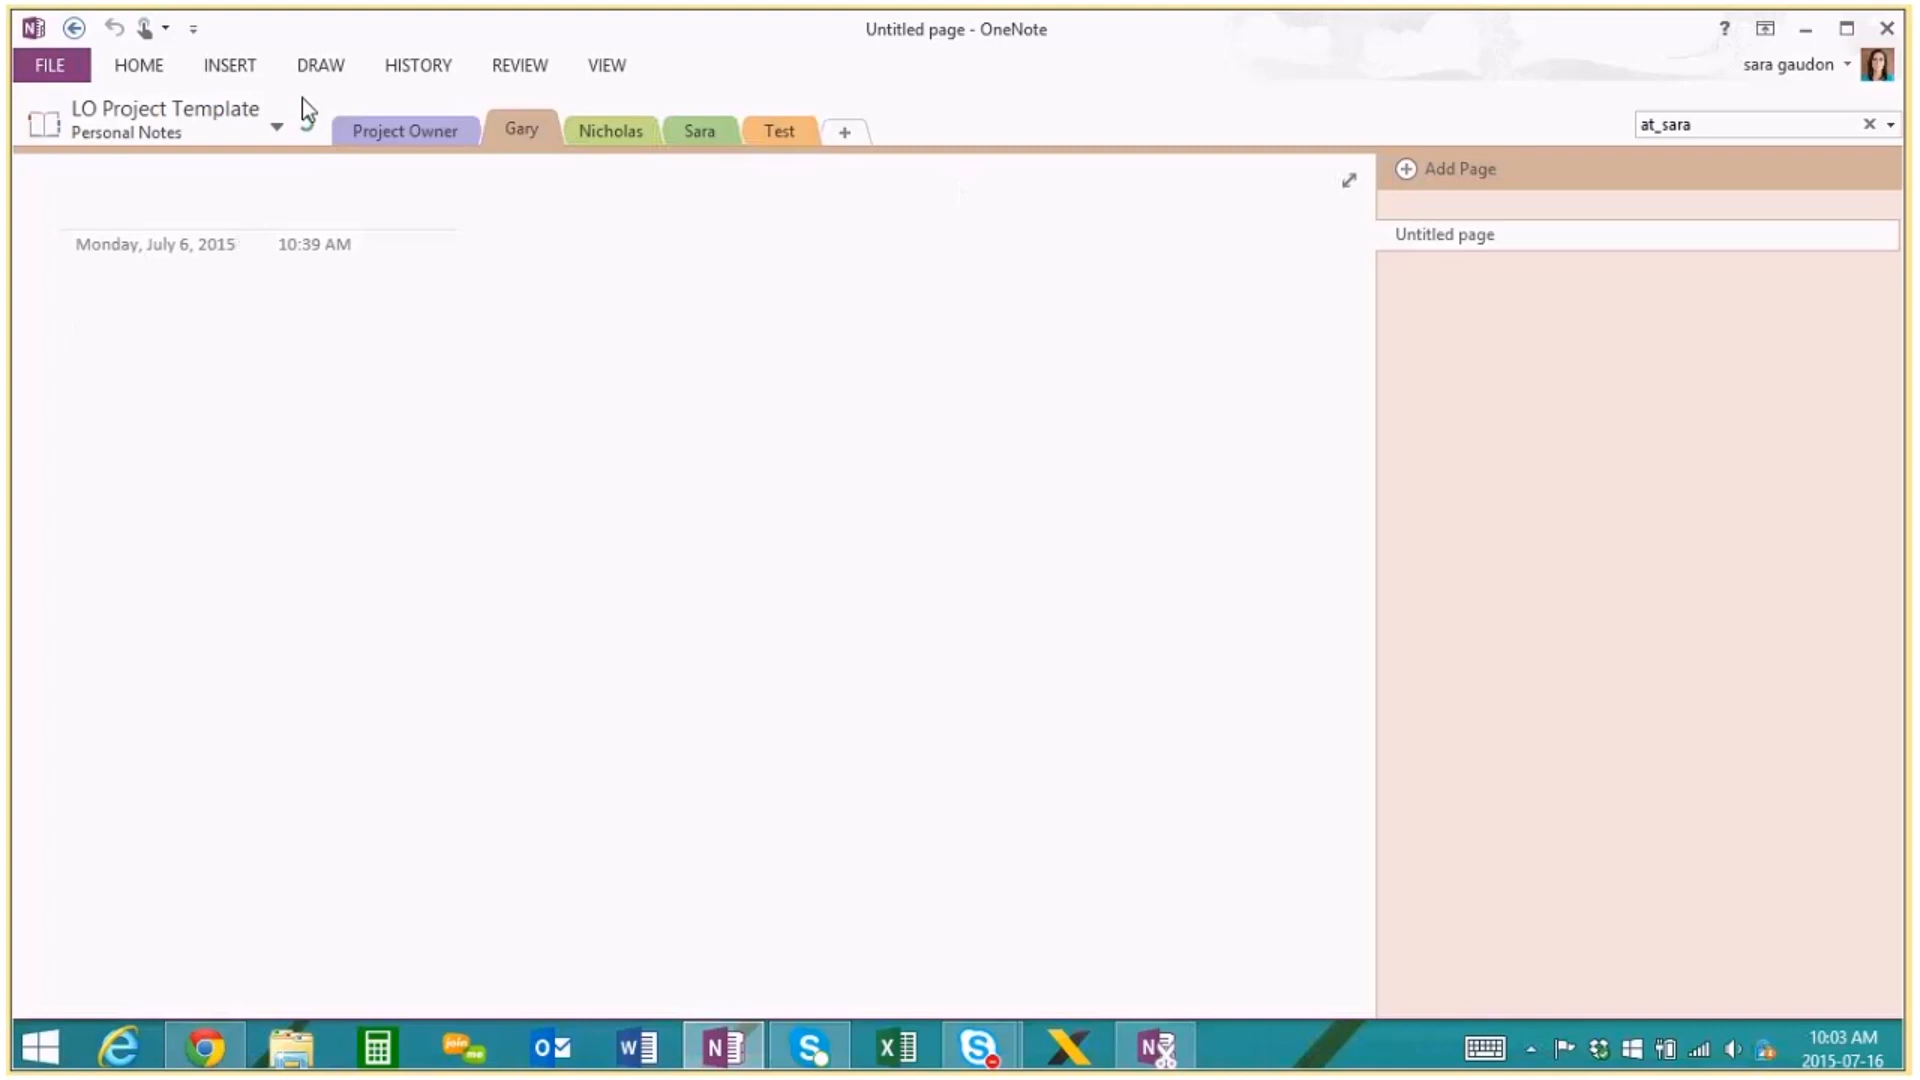 Untitled page - OneNote
?
FILE HOME INSERT DRAW HISTORY REVIEW VIEW
sara gaudon
LO Project Template
Personal Notes
Project Owner Gary Nicholas Sara Test +
at_sara
Add Page
Untitled page
Monday, July 6, 2015 10:39 AM
join me
10:03 AM
2015-07-16